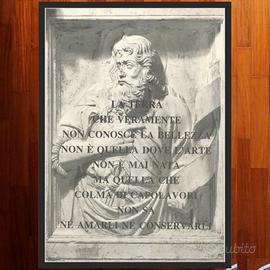 LA TERRA
CHE VERAMENTE
NON CONOSCE LA BELLEZZA
NON È QUELLA DOVE L'ARTE
NON È MAI NATA
MA QUELLA CHE
COLMA DI CAPOLAVORI
NON SA
NÉ AMARLI NÉ CONSERVARLI
subito